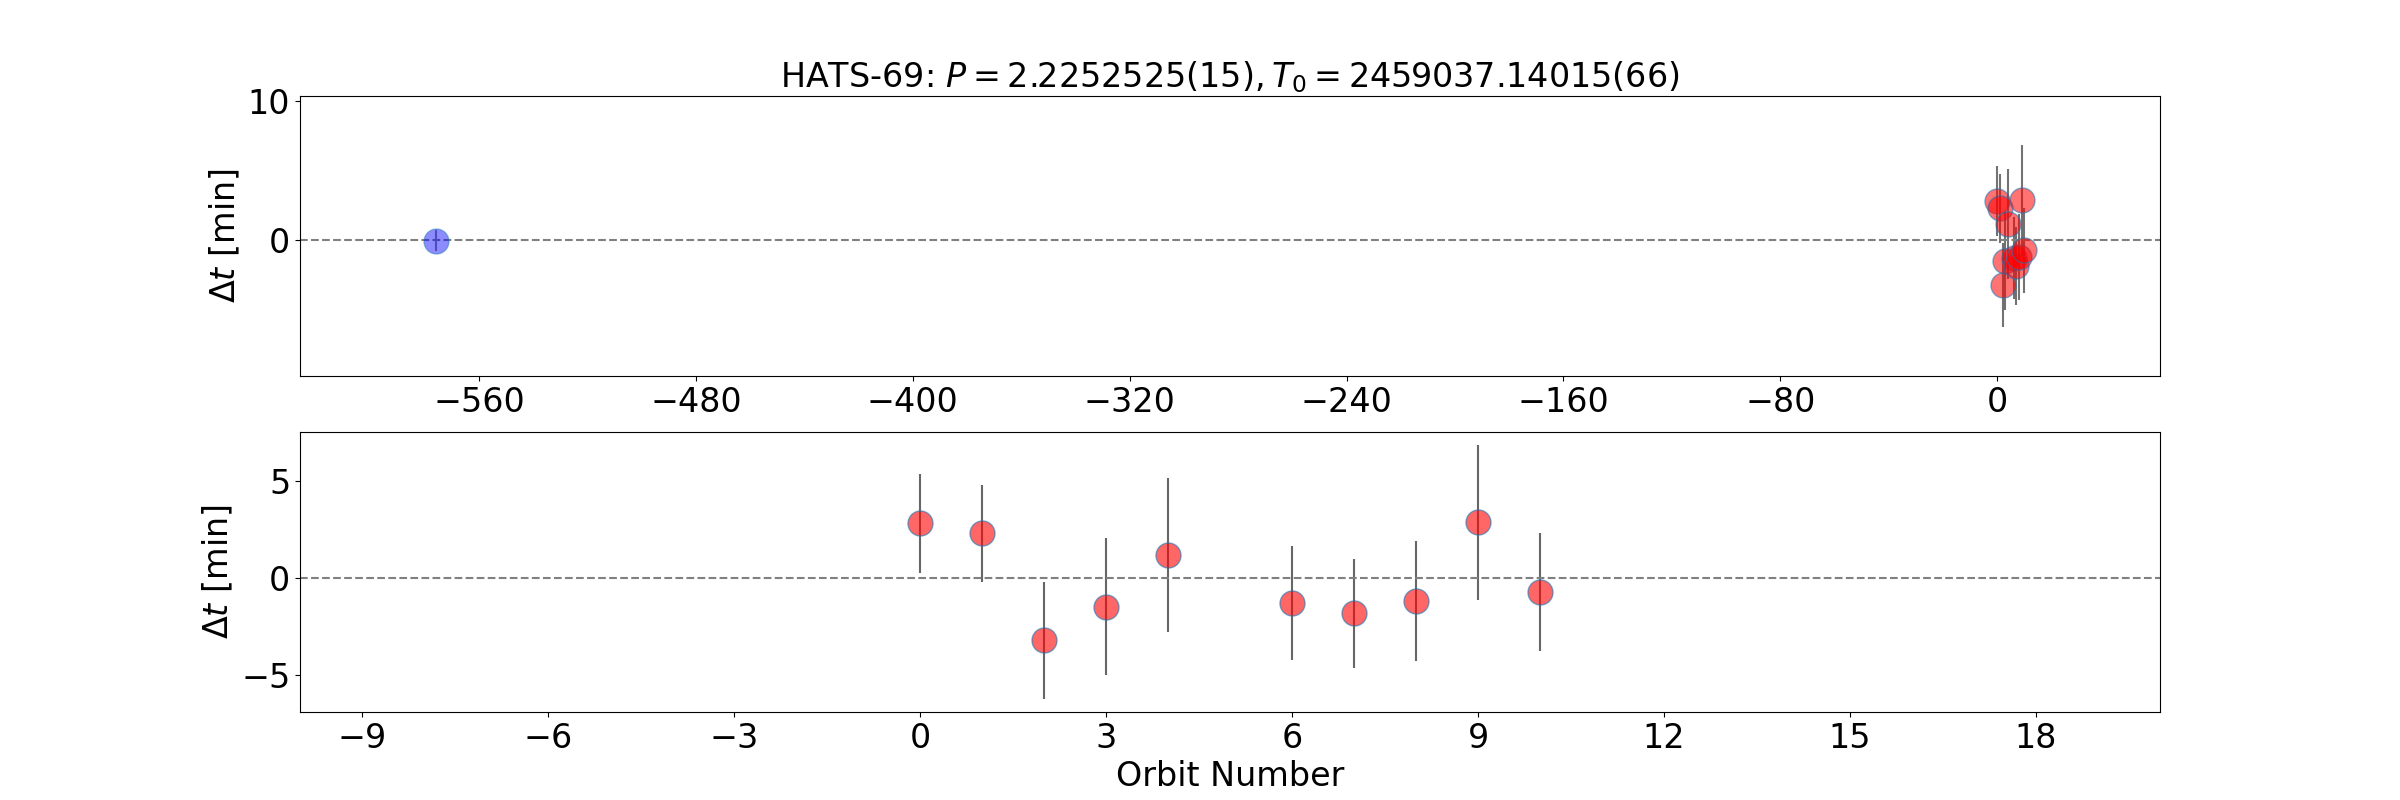 HATS-69: P = 2.2252525(15), T₀ = 2459037.14015(66)
10
0
Δt [min]
−560 −480 −400 −320 −240 −160 −80 0
5
0
−5
Δt [min]
−9 −6 −3 0 3 6 9 12 15 18
Orbit Number